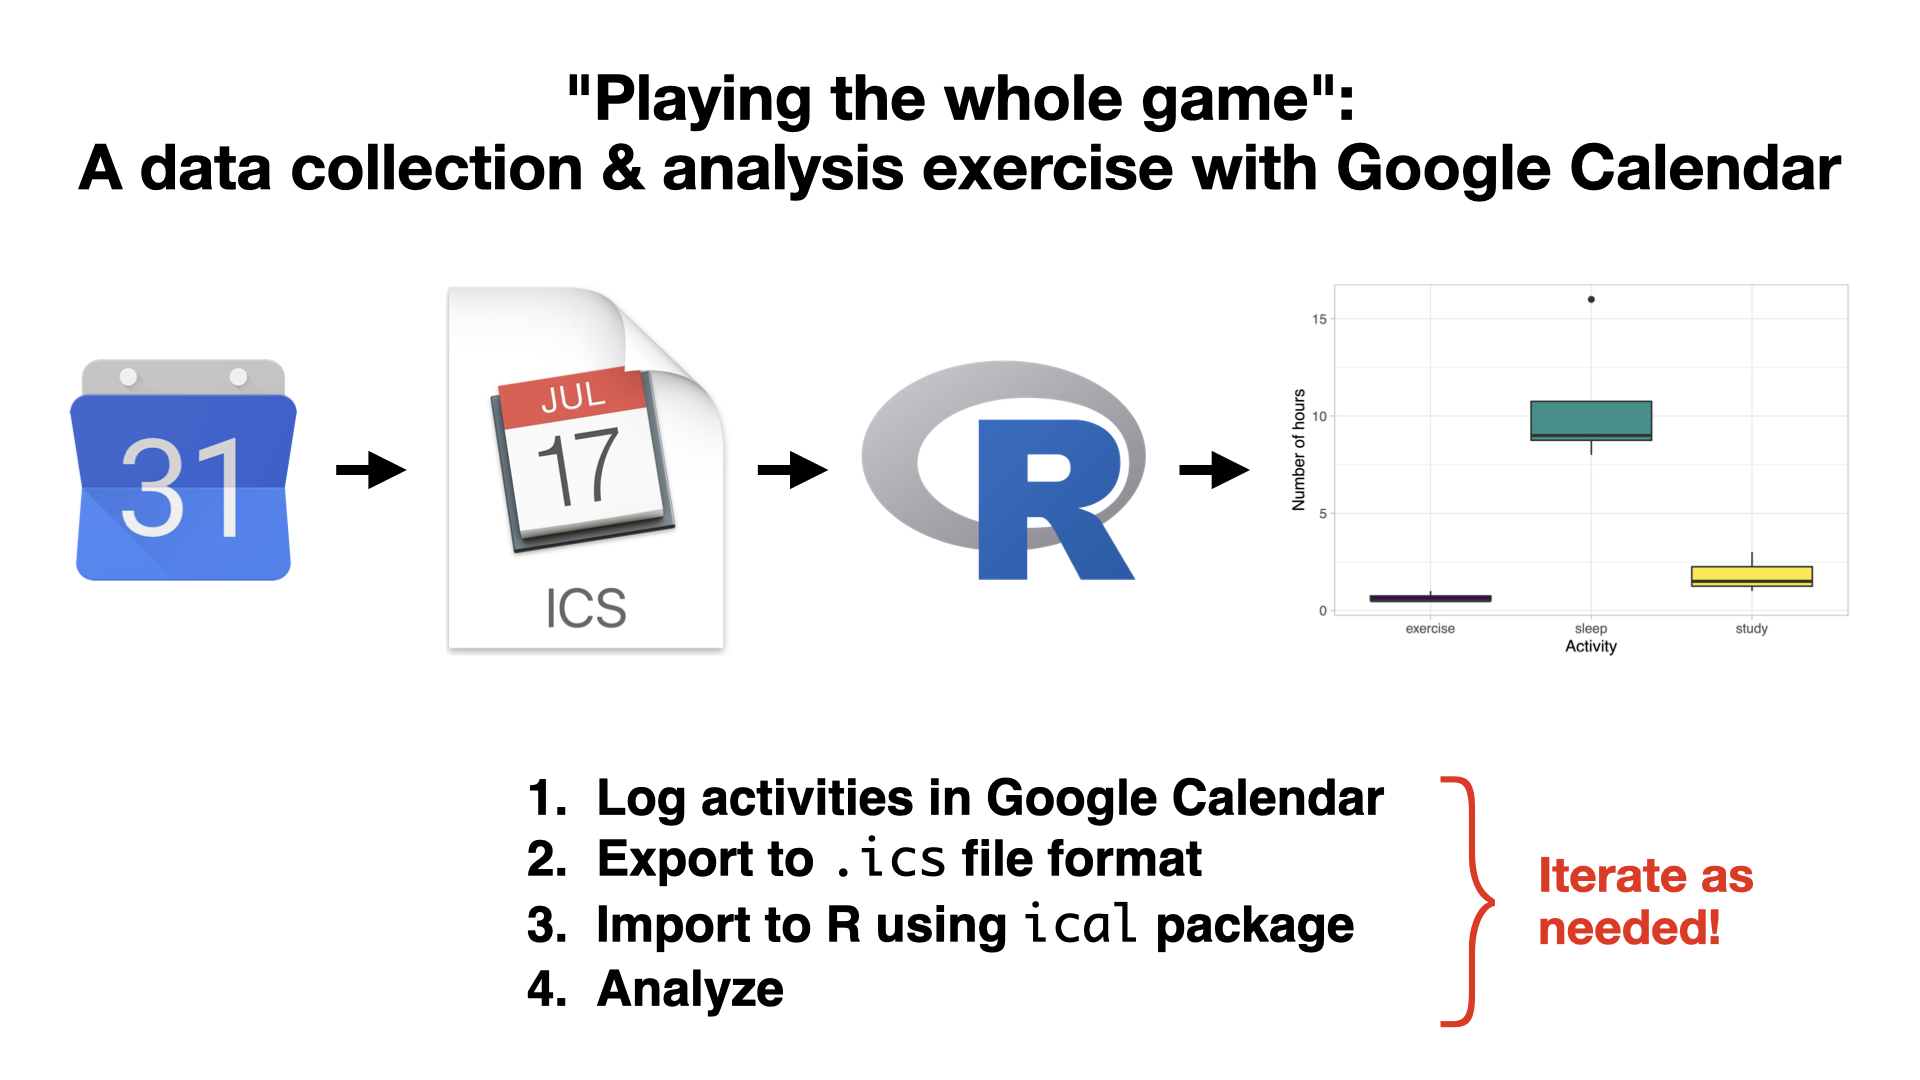 "Playing the whole game":
A data collection & analysis exercise with Google Calendar
31
JUL
17
ICS
R
Number of hours
15
10
5
0
exercise sleep study
Activity
1. Log activities in Google Calendar
2. Export to .ics file format
3. Import to R using ical package
4. Analyze
Iterate as
needed!